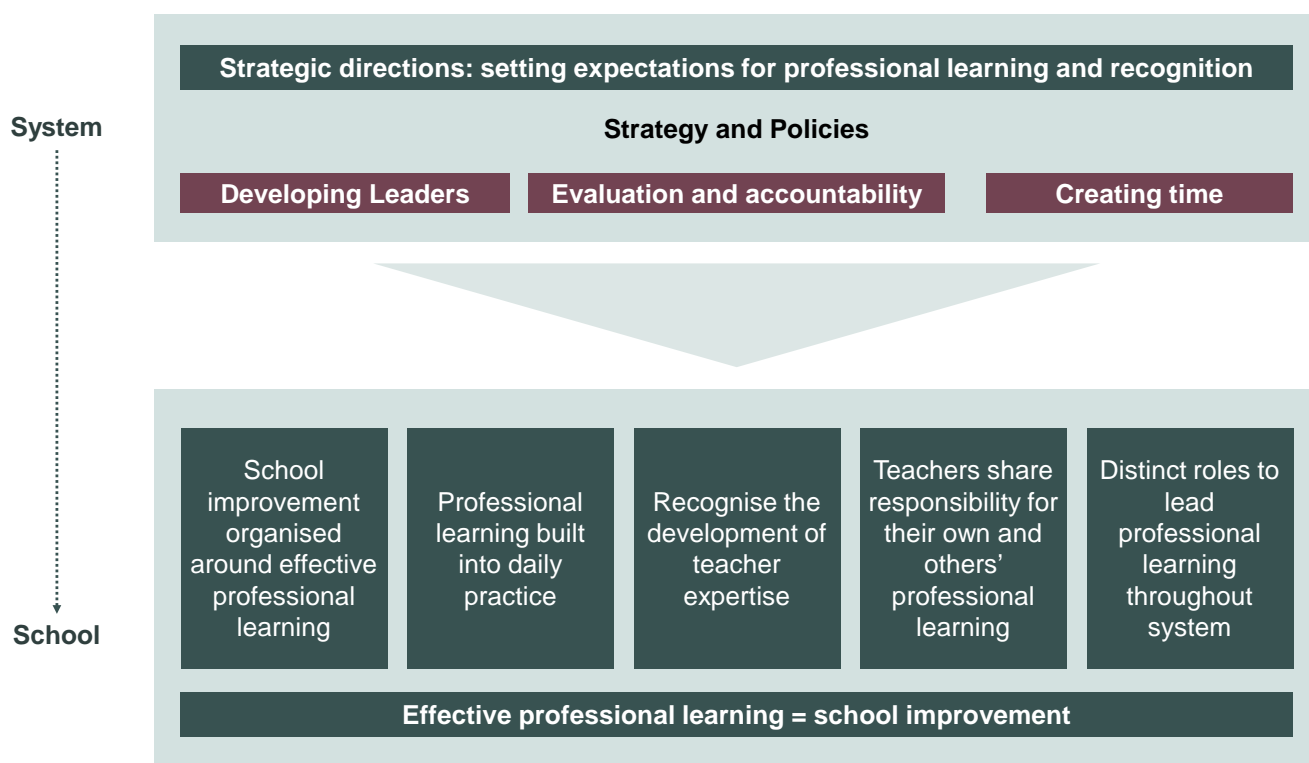 Strategic directions: setting expectations for professional learning and recognition
System
Strategy and Policies
Developing Leaders
Evaluation and accountability
Creating time
School
improvement
organised
around effective
professional
learning
Professional
learning built
into daily
practice
Recognise the
development of
teacher
expertise
Teachers share
responsibility for
their own and
others’
professional
learning
Distinct roles to
lead
professional
learning
throughout
system
School
Effective professional learning = school improvement